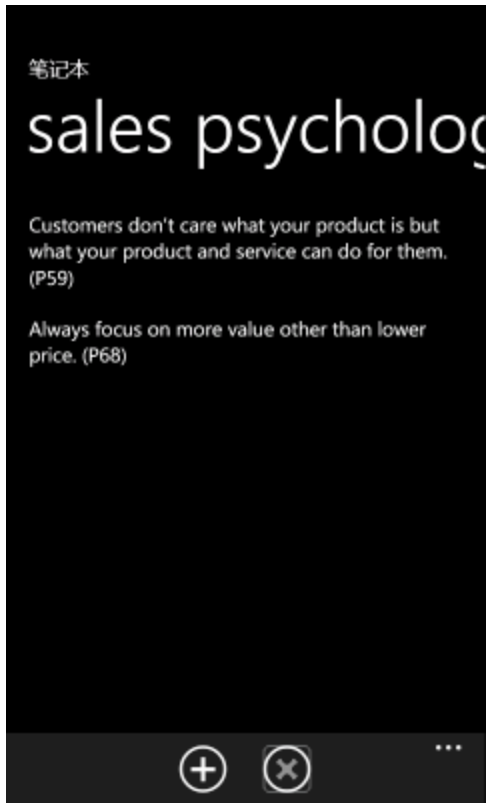 笔记本
sales psycholog
Customers don't care what your product is but
what your product and service can do for them.
(P59)
Always focus on more value other than lower
price. (P68)